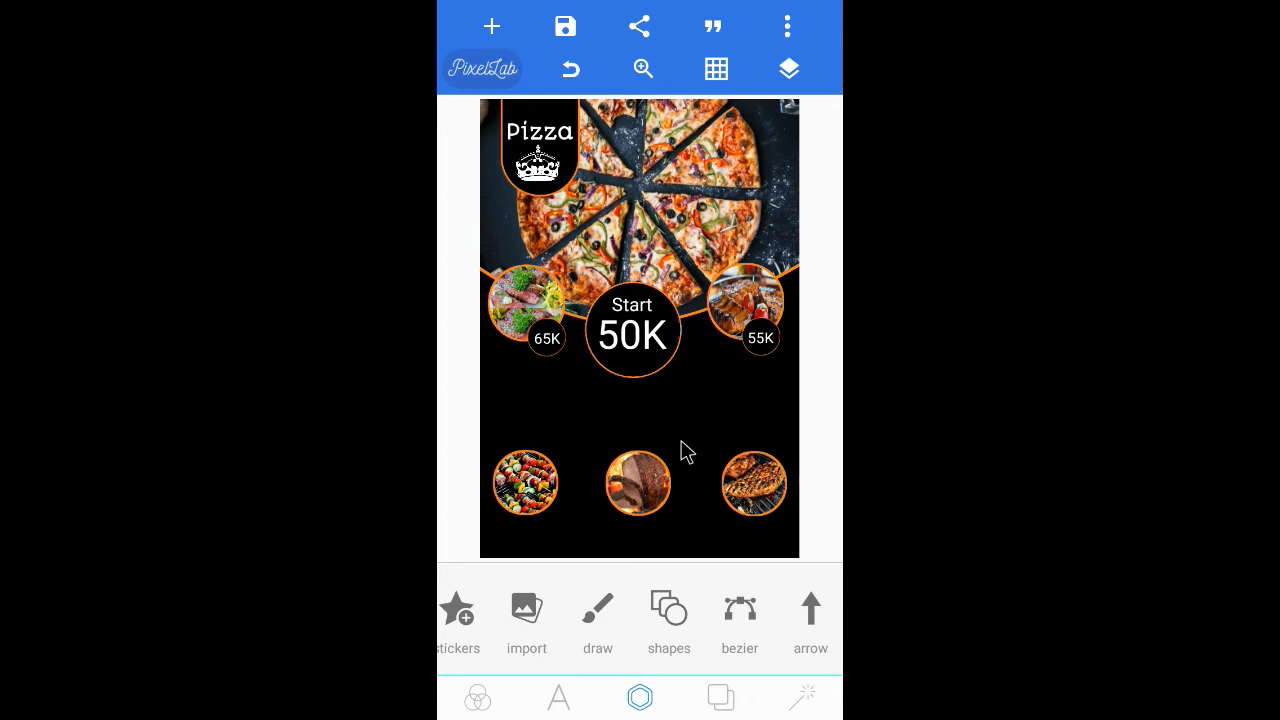 PixelLab
Pizza
Start
50K
65K
55K
stickers
import
draw
shapes
bezier
arrow